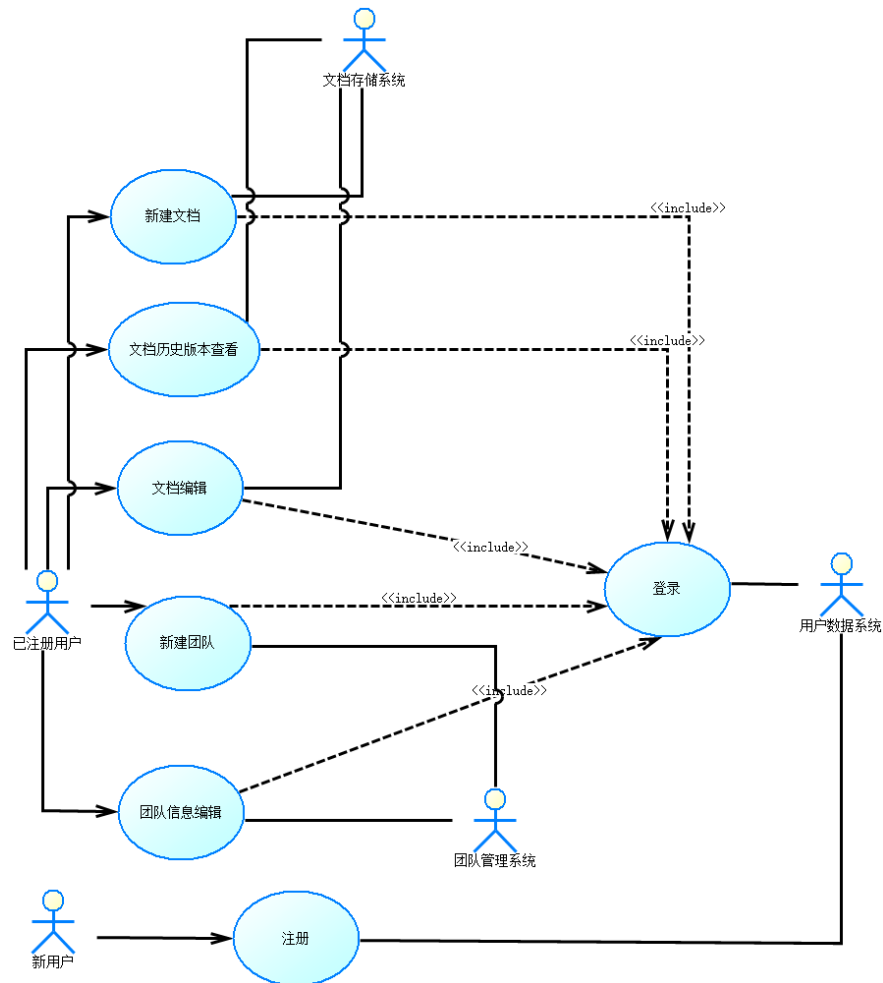 文档存储系统
新建文档
<<include>>
文档历史版本查看
<<include>>
文档编辑
<<include>>
登录
用户数据系统
已注册用户
新建团队
<<include>>
<<include>>
团队信息编辑
团队管理系统
新用户
注册